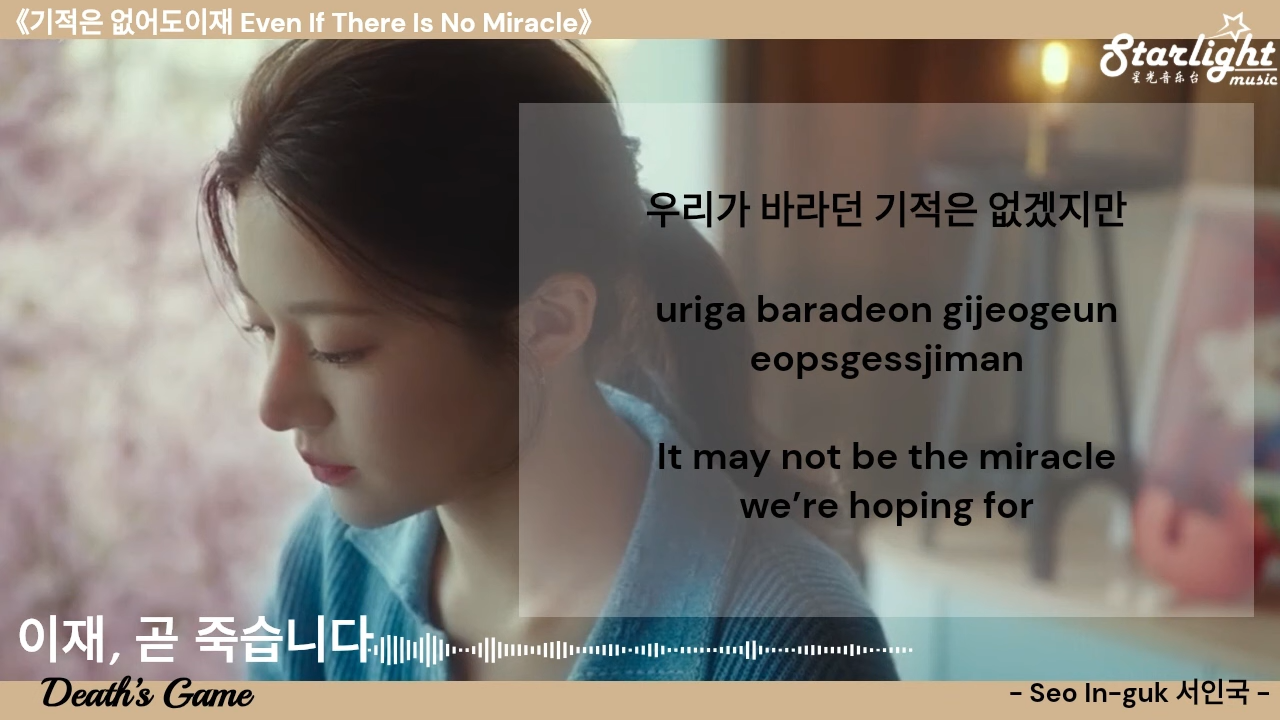 《기적은 없어도이재 Even If There Is No Miracle》
Starlight
星光音乐台 music
우리가 바라던 기적은 없겠지만
uriga baradeon gijeogeun
eopsgessjiman
It may not be the miracle
we’re hoping for
이재, 곧 죽습니다
Death's Game
- Seo In-guk 서인국 -